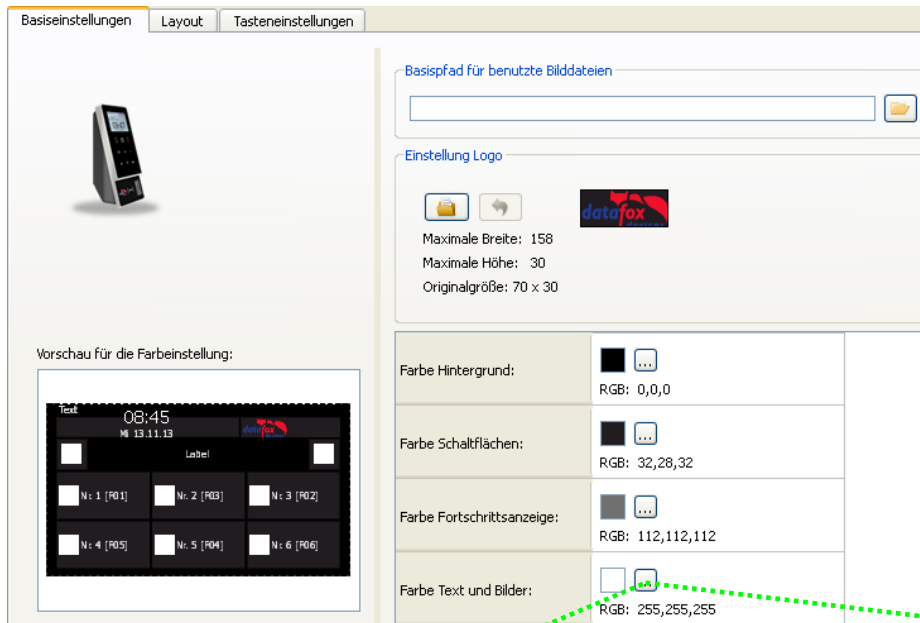 Basiseinstellungen Layout Tasteneinstellungen
Basispfad für benutzte Bilddateien
Einstellung Logo
datafox
Maximale Breite: 158
Maximale Höhe: 30
Originalgröße: 70 x 30
Vorschau für die Farbeinstellung:
Text
08:45
Mi 13.11.13
datafox
Label
Nr. 1 [F01] Nr. 2 [F03] Nr. 3 [F02]
Nr. 4 [F05] Nr. 5 [F04] Nr. 6 [F06]
Farbe Hintergrund:
...
RGB: 0,0,0
Farbe Schaltflächen:
...
RGB: 32,28,32
Farbe Fortschrittsanzeige:
...
RGB: 112,112,112
Farbe Text und Bilder:
...
RGB: 255,255,255